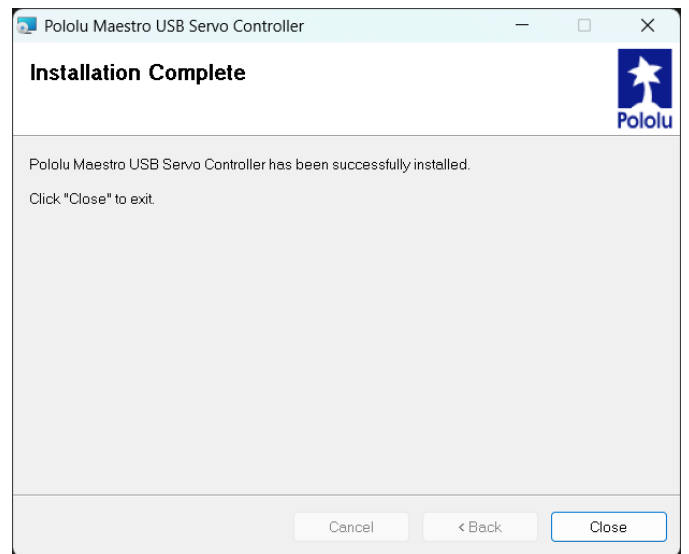 Pololu Maestro USB Servo Controller
Installation Complete
Pololu
Pololu Maestro USB Servo Controller has been successfully installed.
Click "Close" to exit.
Cancel
< Back
Close